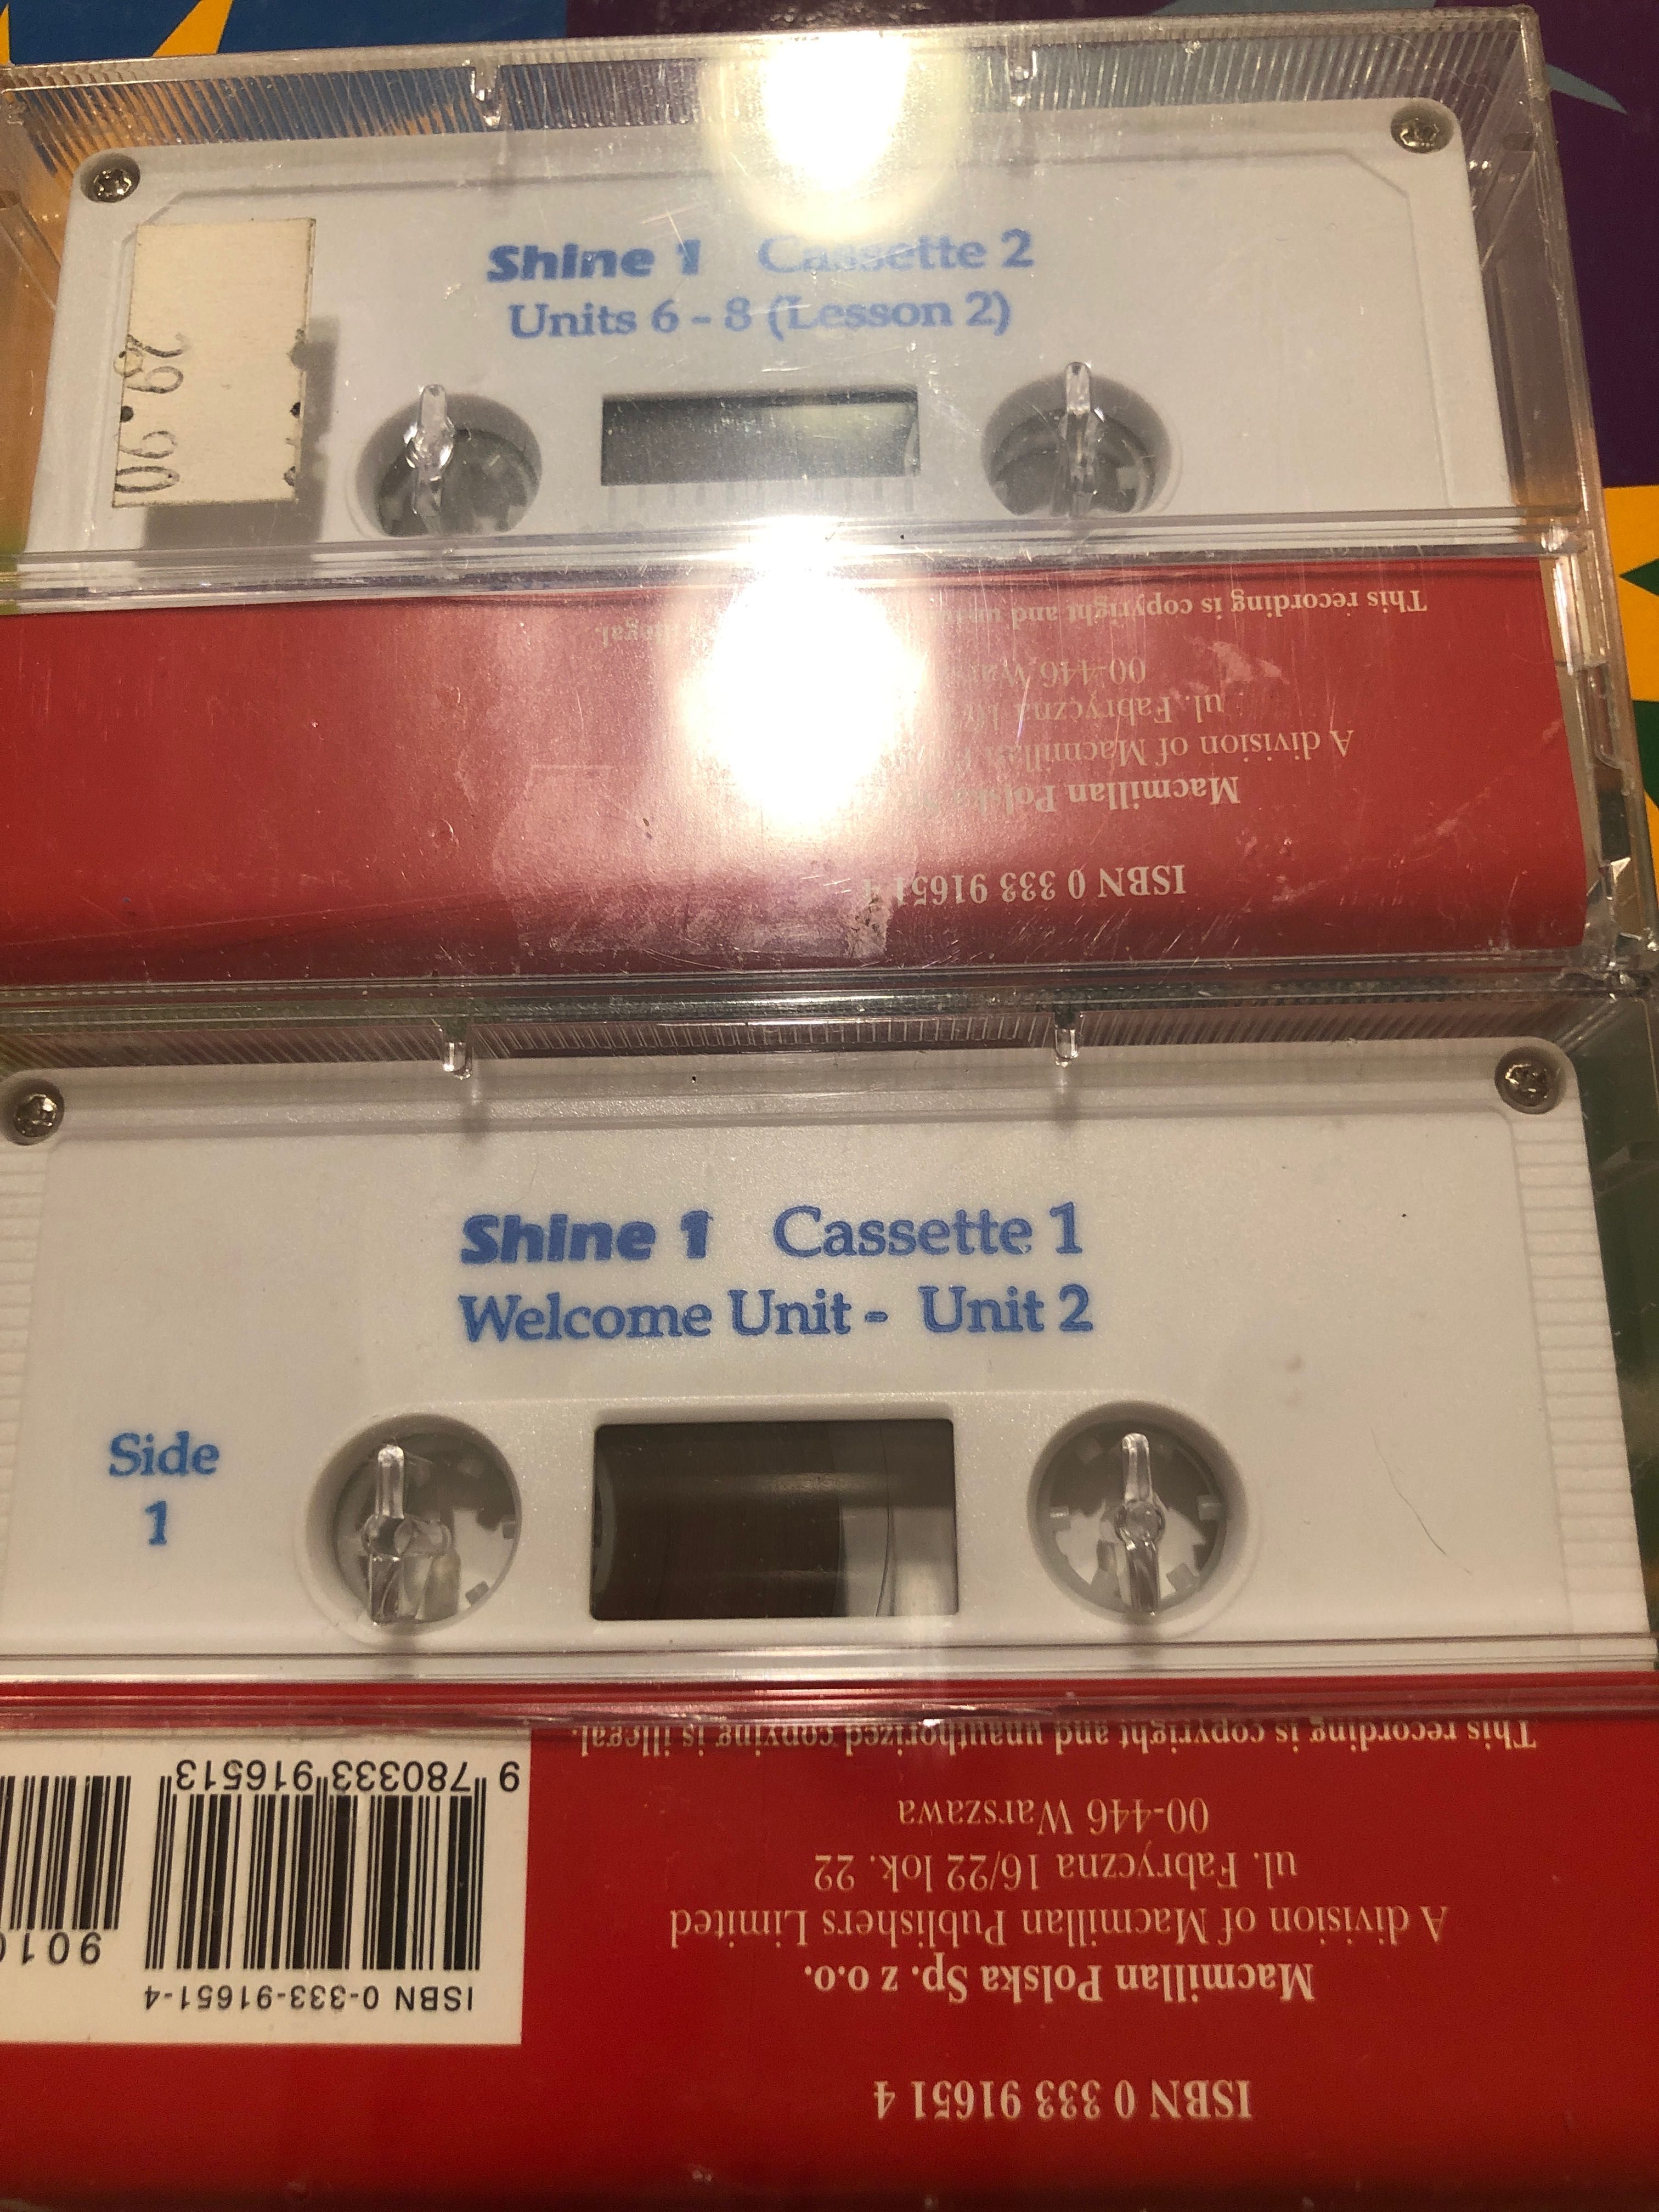 Shine 1 Cassette 2
Units 6 - 8 (Lesson 2)
29.90
This recording is copyright and
illegal.
00-446
ul. Fabryczna
A division of Macmillan
Macmillan Polska
ISBN 0 333 91651 4
Shine 1 Cassette 1
Welcome Unit - Unit 2
Side
1
ISBN 0 333 91651 4
Macmillan Polska Sp. z o.o.
A division of Macmillan Publishers Limited
ul. Fabryczna 16/22 lok. 22
00-446 Warszawa
This recording is copyright and unauthorized copying is illegal.
ISBN 0-333-91651-4
9 780333 916513